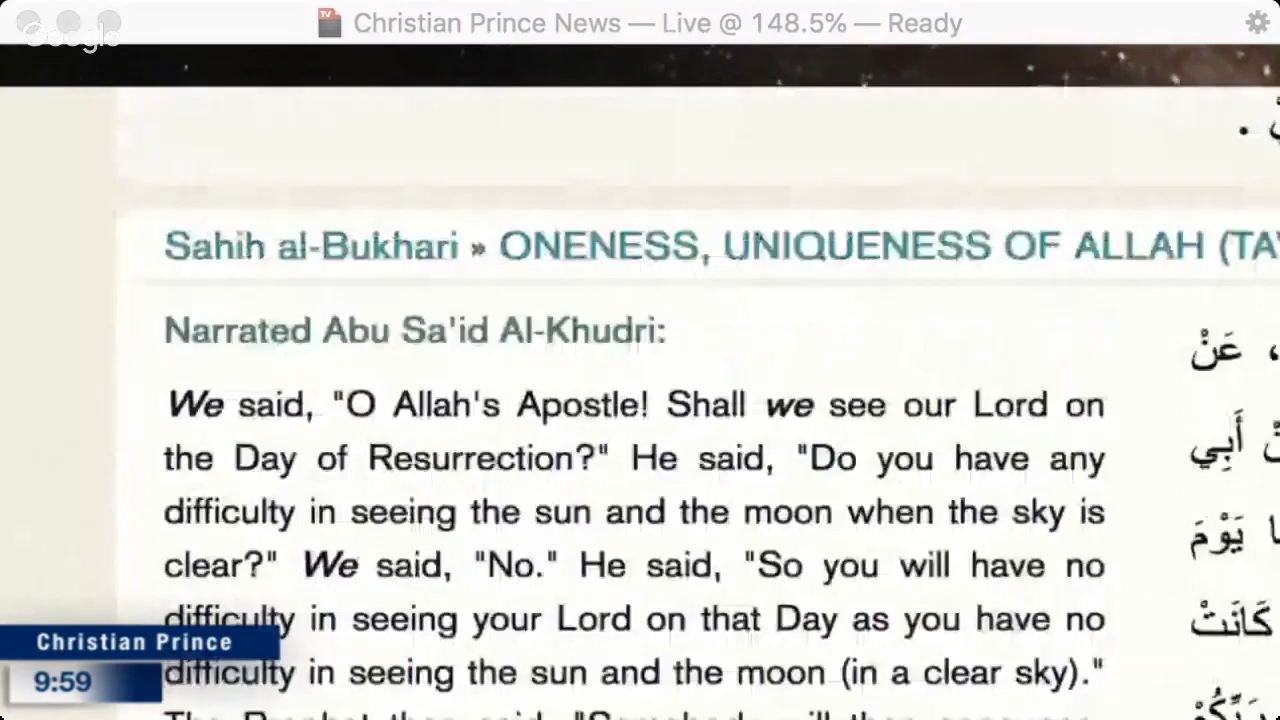 Christian Prince News — Live @ 148.5% — Ready
Google
Sahih al-Bukhari » ONENESS, UNIQUENESS OF ALLAH
Narrated Abu Sa'id Al-Khudri:
We said, "O Allah's Apostle! Shall we see our Lord on
the Day of Resurrection?" He said, "Do you have any
difficulty in seeing the sun and the moon when the sky is
clear?" We said, "No." He said, "So you will have no
difficulty in seeing your Lord on that Day as you have no
difficulty in seeing the sun and the moon (in a clear sky)."
، عَنْ
أَبِي
يَوْمَ
كَانَتْ
Christian Prince
9:59